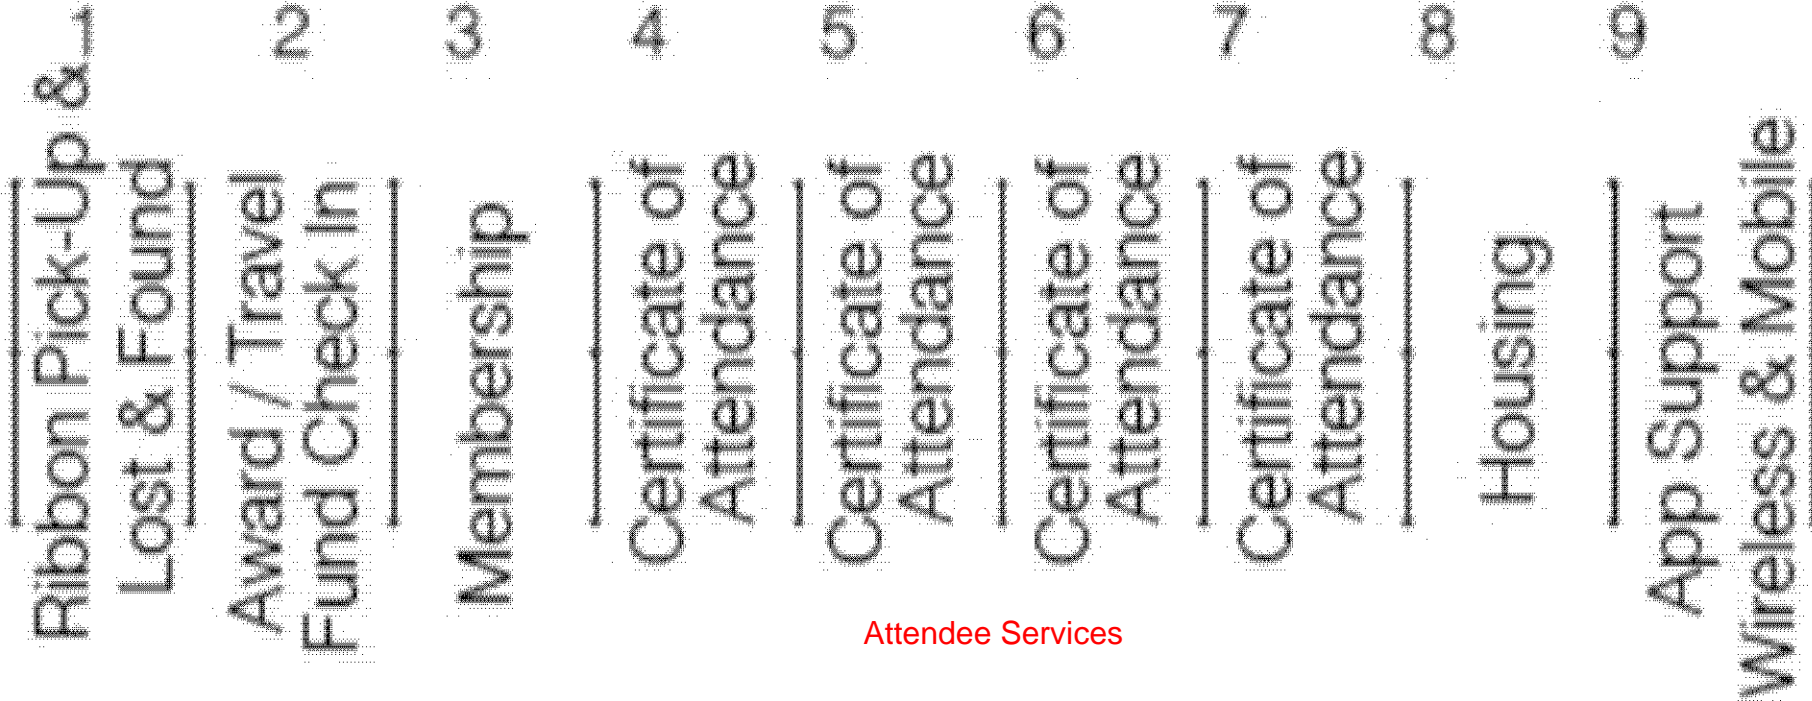 1
2
3
4
5
6
7
8
9
Ribbon Pick-Up &
Lost & Found
Award / Travel
Fund Check In
Membership
Certificate of
Attendance
Certificate of
Attendance
Certificate of
Attendance
Certificate of
Attendance
Housing
App Support
Wireless & Mobile
Attendee Services